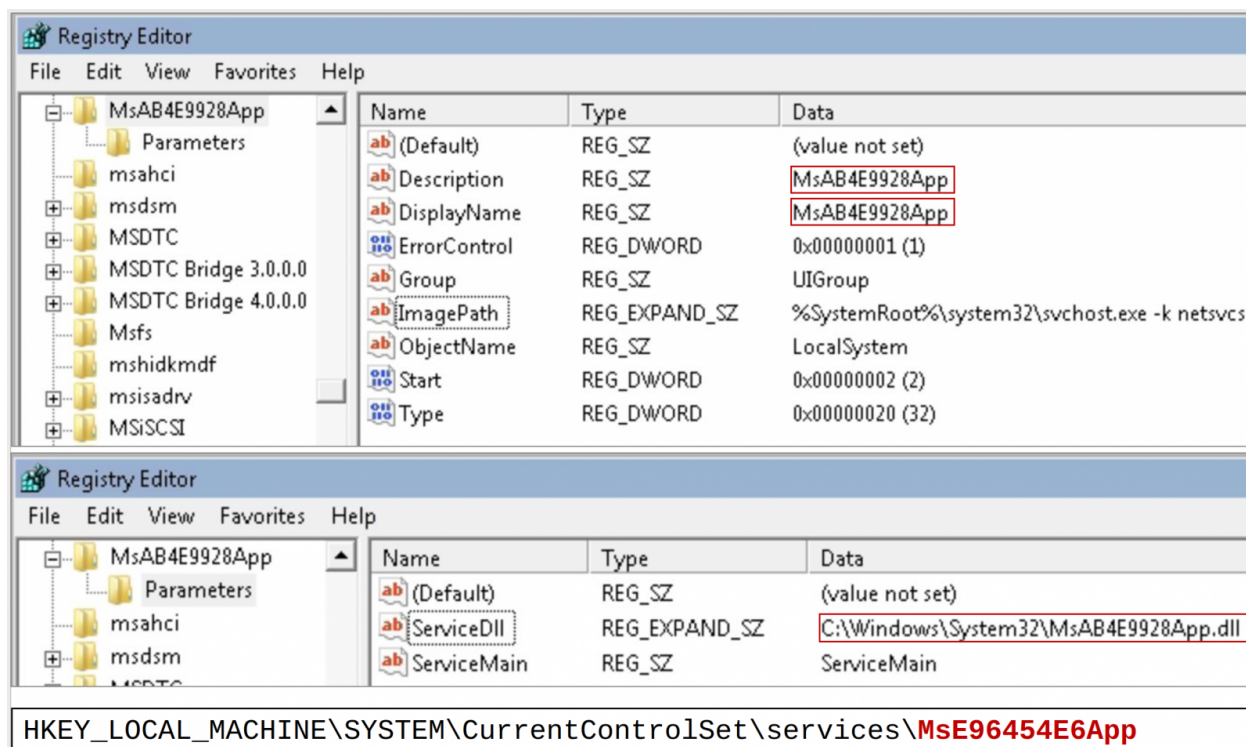 Registry Editor
File Edit View Favorites Help
MsAB4E9928App
Parameters
msahci
msdsm
MSDTC
MSDTC Bridge 3.0.0.0
MSDTC Bridge 4.0.0.0
Msfs
mshidkmdf
msisadrv
MSiSCSI
Name Type Data
(Default) REG_SZ (value not set)
Description REG_SZ MsAB4E9928App
DisplayName REG_SZ MsAB4E9928App
ErrorControl REG_DWORD 0x00000001 (1)
Group REG_SZ UIGroup
ImagePath REG_EXPAND_SZ %SystemRoot%\system32\svchost.exe -k netsvcs
ObjectName REG_SZ LocalSystem
Start REG_DWORD 0x00000002 (2)
Type REG_DWORD 0x00000020 (32)
Registry Editor
File Edit View Favorites Help
MsAB4E9928App
Parameters
msahci
msdsm
Name Type Data
(Default) REG_SZ (value not set)
ServiceDll REG_EXPAND_SZ C:\Windows\System32\MsAB4E9928App.dll
ServiceMain REG_SZ ServiceMain
HKEY_LOCAL_MACHINE\SYSTEM\CurrentControlSet\services\MsE96454E6App